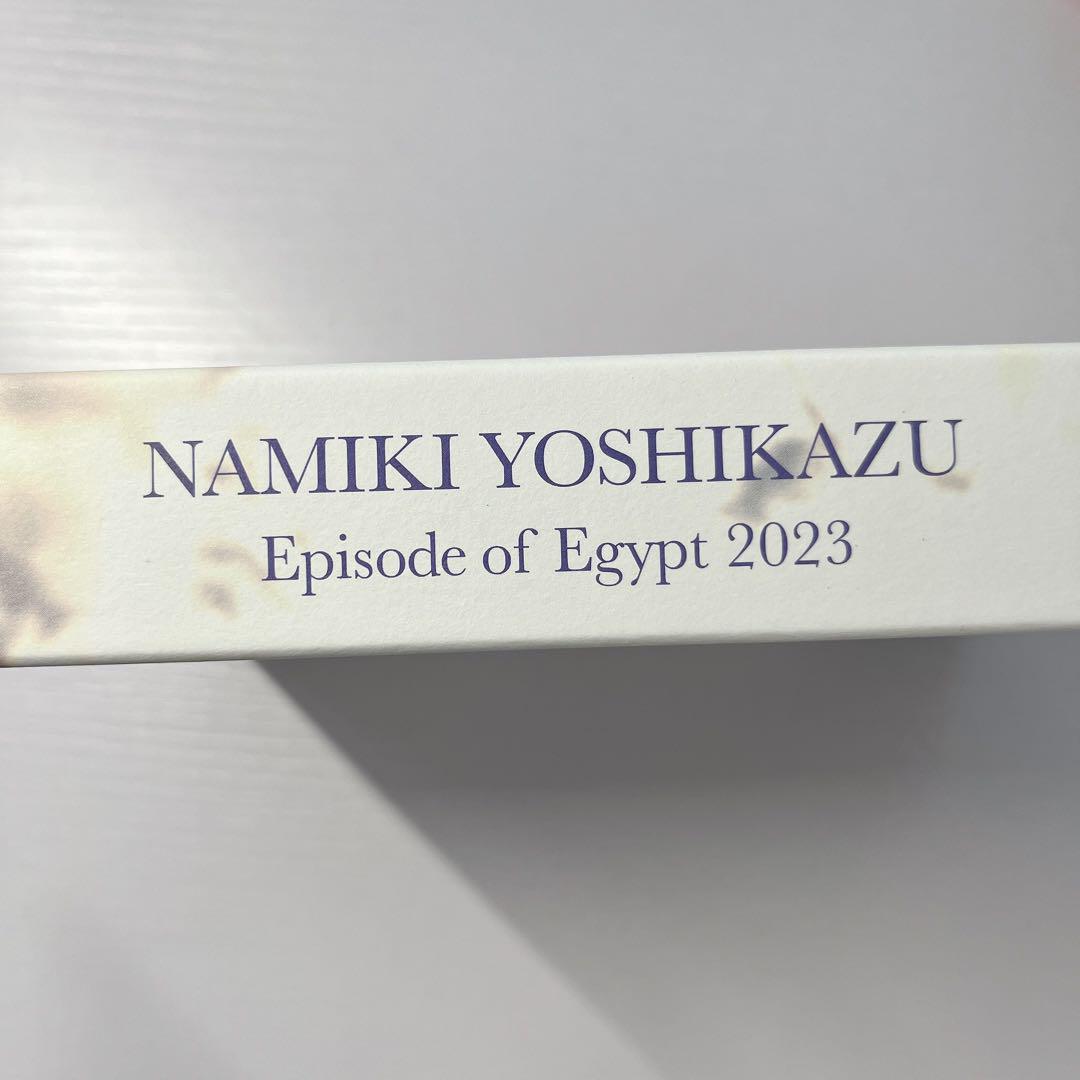 NAMIKI YOSHIKAZU
Episode of Egypt 2023